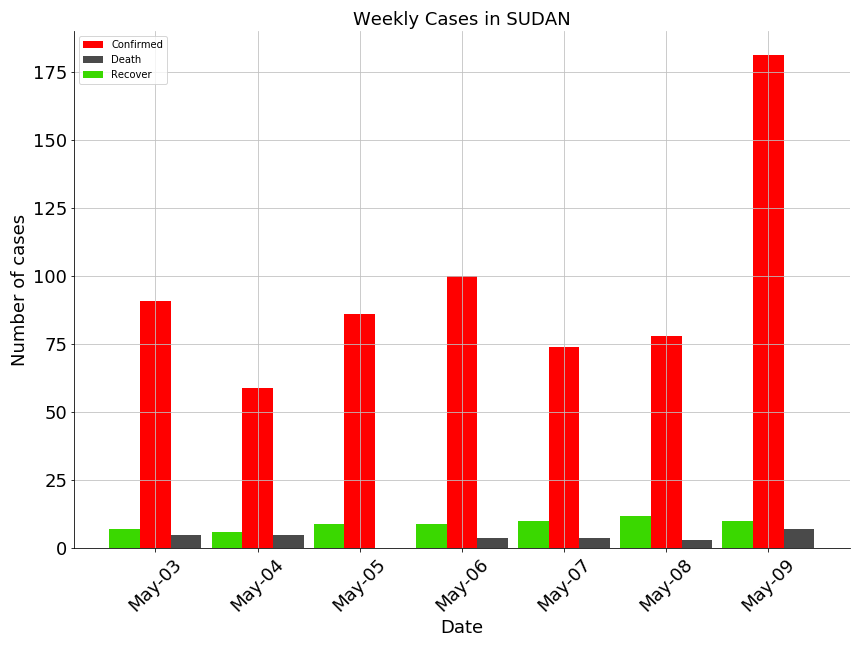 Weekly Cases in SUDAN
Confirmed
Death
Recover
Number of cases
175
150
125
100
75
50
25
0
May-03
May-04
May-05
May-06
May-07
May-08
May-09
Date